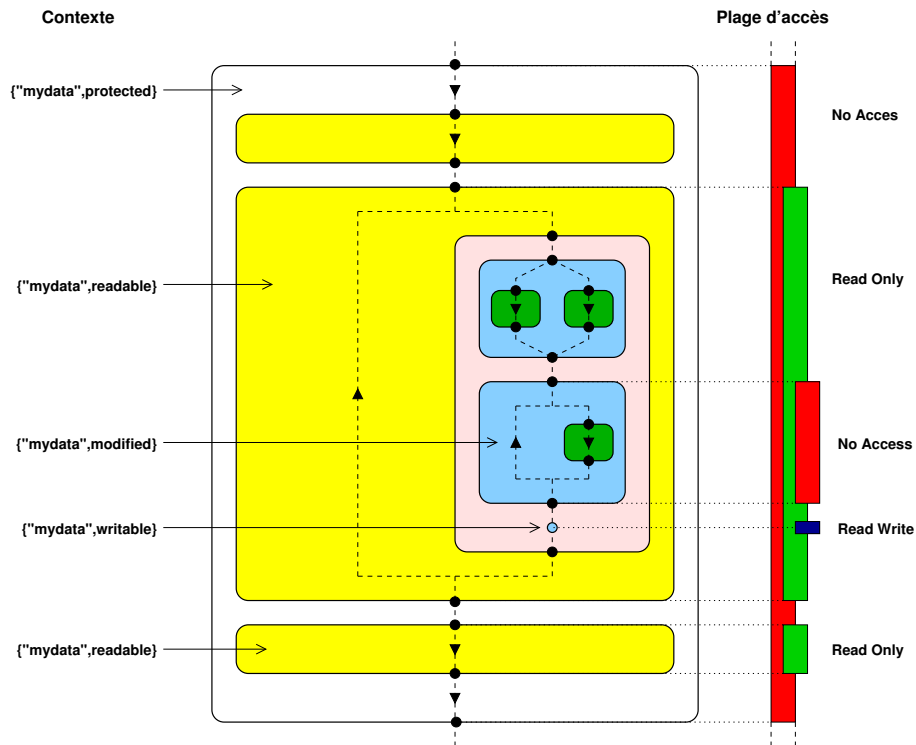 Contexte
Plage d'accès
{"mydata",protected}
No Acces
{"mydata",readable}
Read Only
{"mydata",modified}
No Access
{"mydata",writable}
Read Write
{"mydata",readable}
Read Only